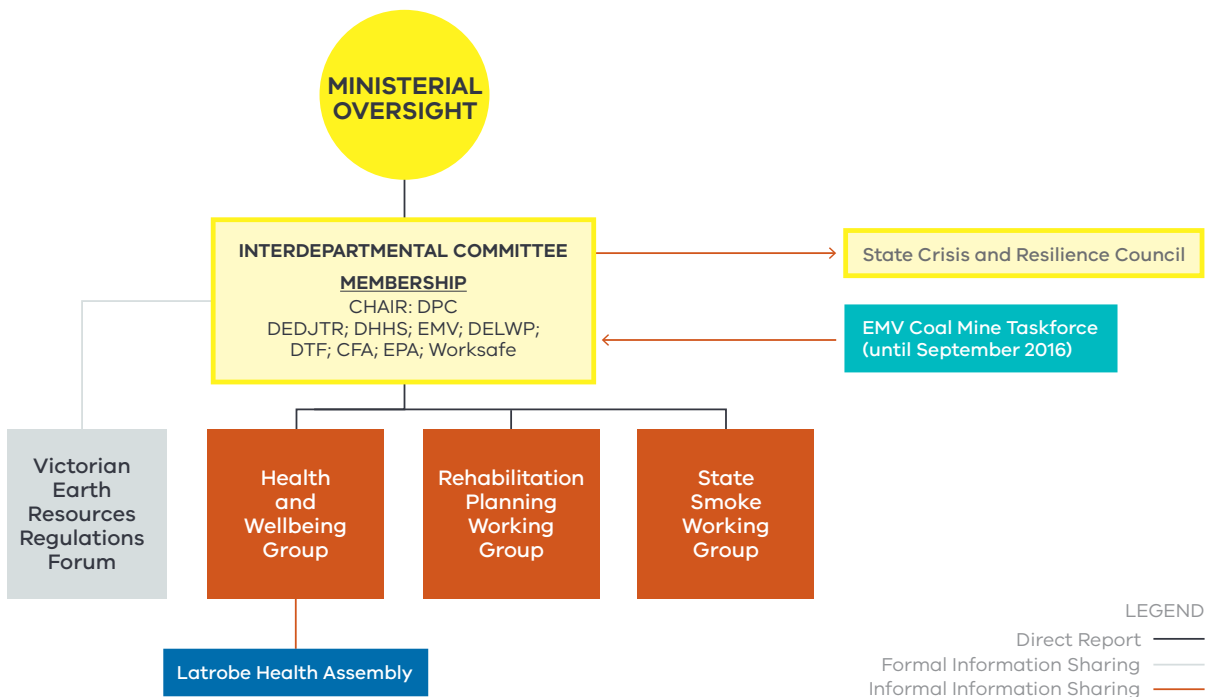 MINISTERIAL
OVERSIGHT
INTERDEPARTMENTAL COMMITTEE
MEMBERSHIP
CHAIR: DPC
DEDJTR; DHHS; EMV; DELWP;
DTF; CFA; EPA; Worksafe
State Crisis and Resilience Council
EMV Coal Mine Taskforce
(until September 2016)
Victorian
Earth
Resources
Regulations
Forum
Health
and
Wellbeing
Group
Rehabilitation
Planning
Working
Group
State
Smoke
Working
Group
Latrobe Health Assembly
LEGEND
Direct Report
Formal Information Sharing
Informal Information Sharing